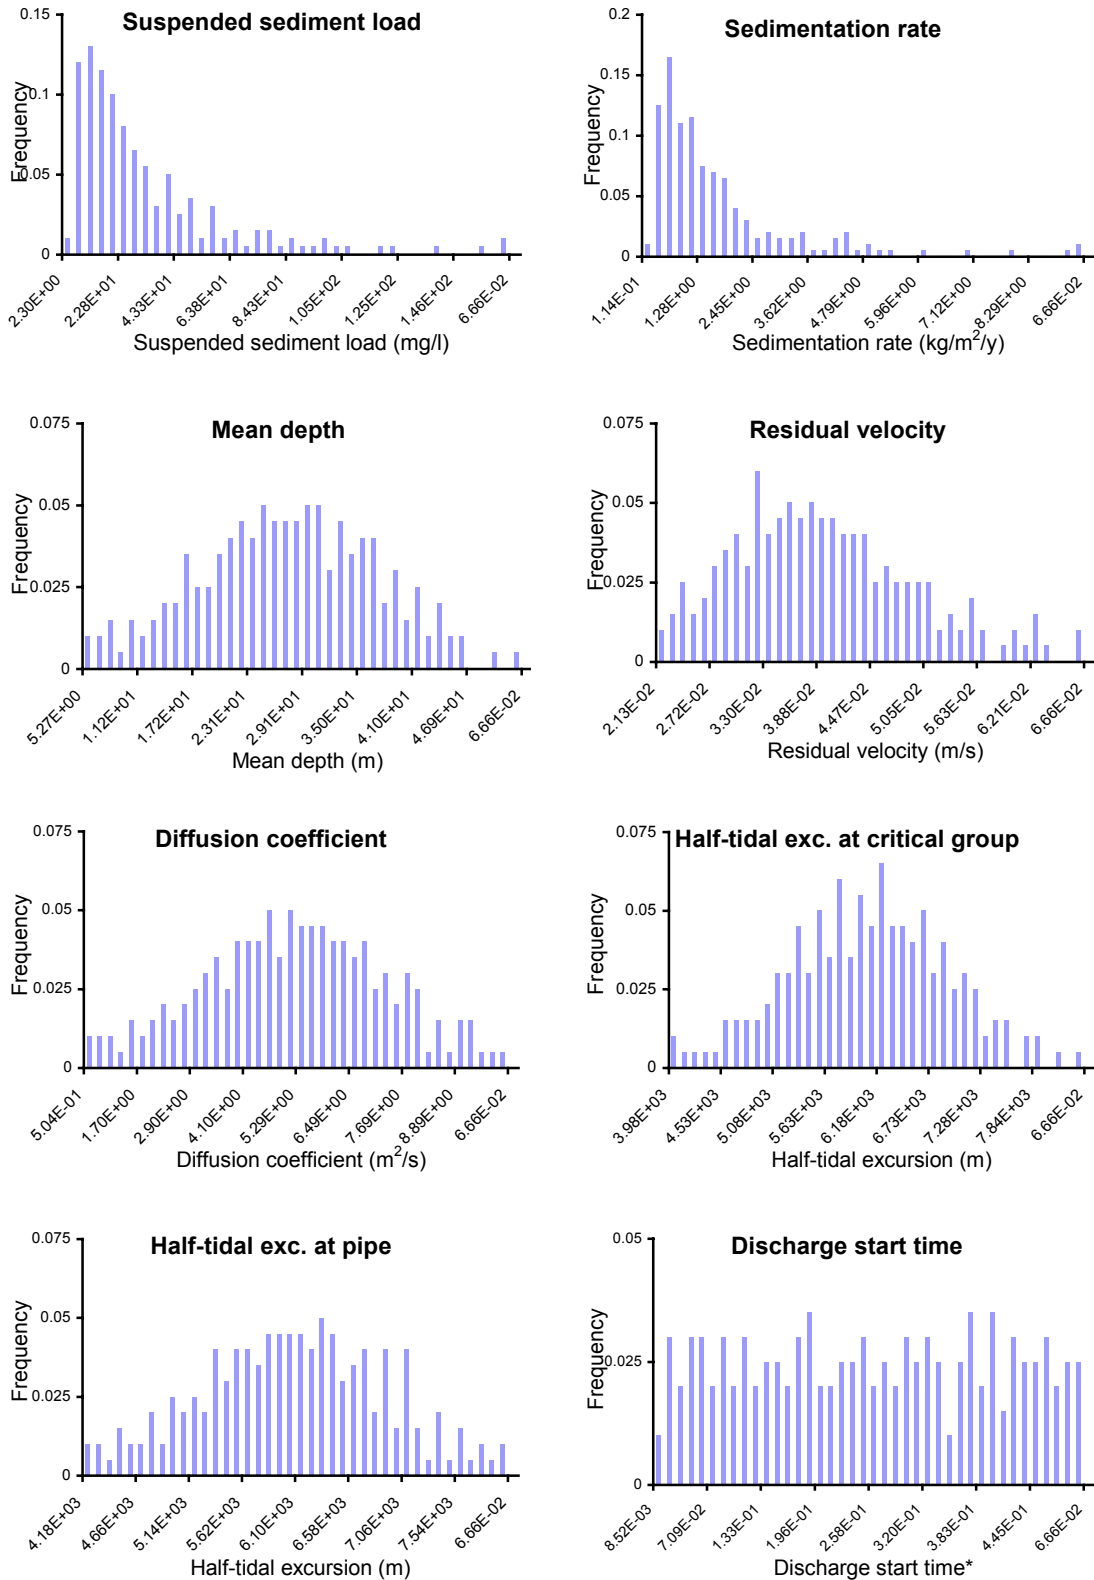 Suspended sediment load
Frequency
0.15
0.1
0.05
0
2.30E+00
2.28E+01
4.33E+01
6.38E+01
8.43E+01
1.05E+02
1.25E+02
1.46E+02
6.66E-02
Suspended sediment load (mg/l)
Sedimentation rate
Frequency
0.2
0.15
0.1
0.05
0
1.14E-01
1.28E+00
2.45E+00
3.62E+00
4.79E+00
5.96E+00
7.12E+00
8.29E+00
6.66E-02
Sedimentation rate (kg/m²/y)
Mean depth
Frequency
0.075
0.05
0.025
0
5.27E+00
1.12E+01
1.72E+01
2.31E+01
2.91E+01
3.50E+01
4.10E+01
4.69E+01
6.66E-02
Mean depth (m)
Residual velocity
Frequency
0.075
0.05
0.025
0
2.13E-02
2.72E-02
3.30E-02
3.88E-02
4.47E-02
5.05E-02
5.63E-02
6.21E-02
6.66E-02
Residual velocity (m/s)
Diffusion coefficient
Frequency
0.075
0.05
0.025
0
5.04E-01
1.70E+00
2.90E+00
4.10E+00
5.29E+00
6.49E+00
7.69E+00
8.89E+00
6.66E-02
Diffusion coefficient (m²/s)
Half-tidal exc. at critical group
Frequency
0.075
0.05
0.025
0
3.98E+03
4.53E+03
5.08E+03
5.63E+03
6.18E+03
6.73E+03
7.28E+03
7.84E+03
6.66E-02
Half-tidal excursion (m)
Half-tidal exc. at pipe
Frequency
0.075
0.05
0.025
0
4.18E+03
4.66E+03
5.14E+03
5.62E+03
6.10E+03
6.58E+03
7.06E+03
7.54E+03
6.66E-02
Half-tidal excursion (m)
Discharge start time
Frequency
0.05
0.025
0
8.52E-03
7.09E-02
1.33E-01
1.96E-01
2.58E-01
3.20E-01
3.83E-01
4.45E-01
6.66E-02
Discharge start time*